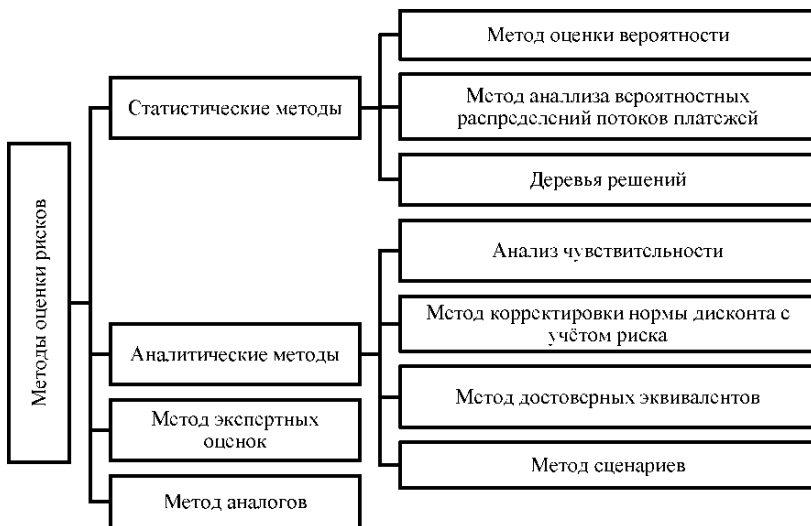 Методы оценки рисков
Статистические методы
Метод оценки вероятности
Метод аналлиза вероятностных
распределений потоков платежей
Деревья решений
Аналитические методы
Анализ чувствительности
Метод корректировки нормы дисконта с
учётом риска
Метод достоверных эквивалентов
Метод сценариев
Метод экспертных
оценок
Метод аналогов